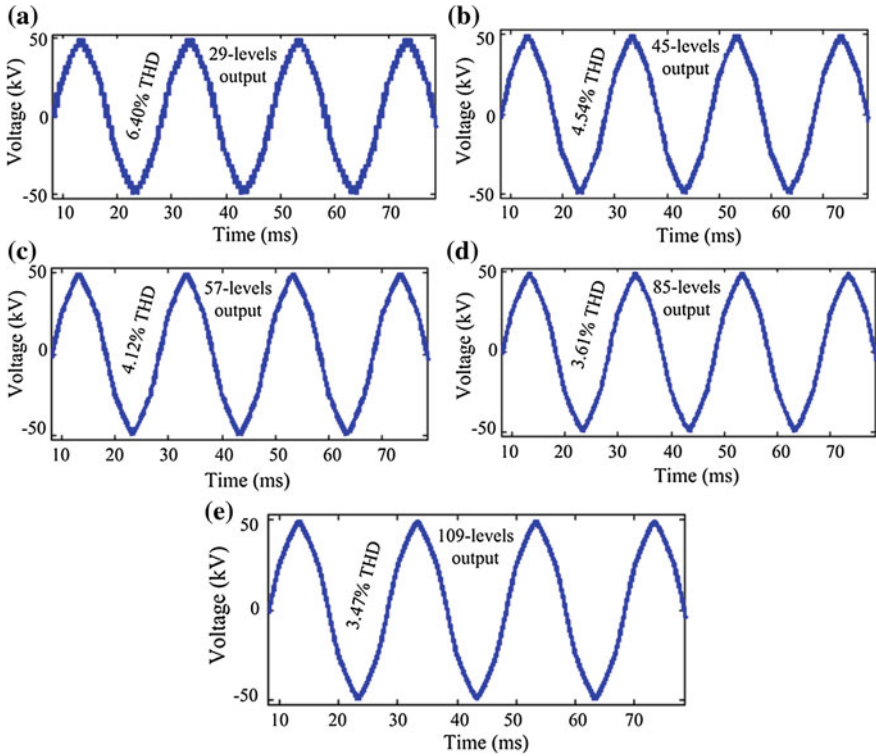 (a)
Voltage (kV)
50
0
-50
6.40% THD
29-levels
output
10 20 30 40 50 60 70
Time (ms)
(b)
Voltage (kV)
50
0
-50
4.54% THD
45-levels
output
10 20 30 40 50 60 70
Time (ms)
(c)
Voltage (kV)
50
0
-50
4.12% THD
57-levels
output
10 20 30 40 50 60 70
Time (ms)
(d)
Voltage (kV)
50
0
-50
3.61% THD
85-levels
output
10 20 30 40 50 60 70
Time (ms)
(e)
Voltage (kV)
50
0
-50
3.47% THD
109-levels
output
10 20 30 40 50 60 70
Time (ms)